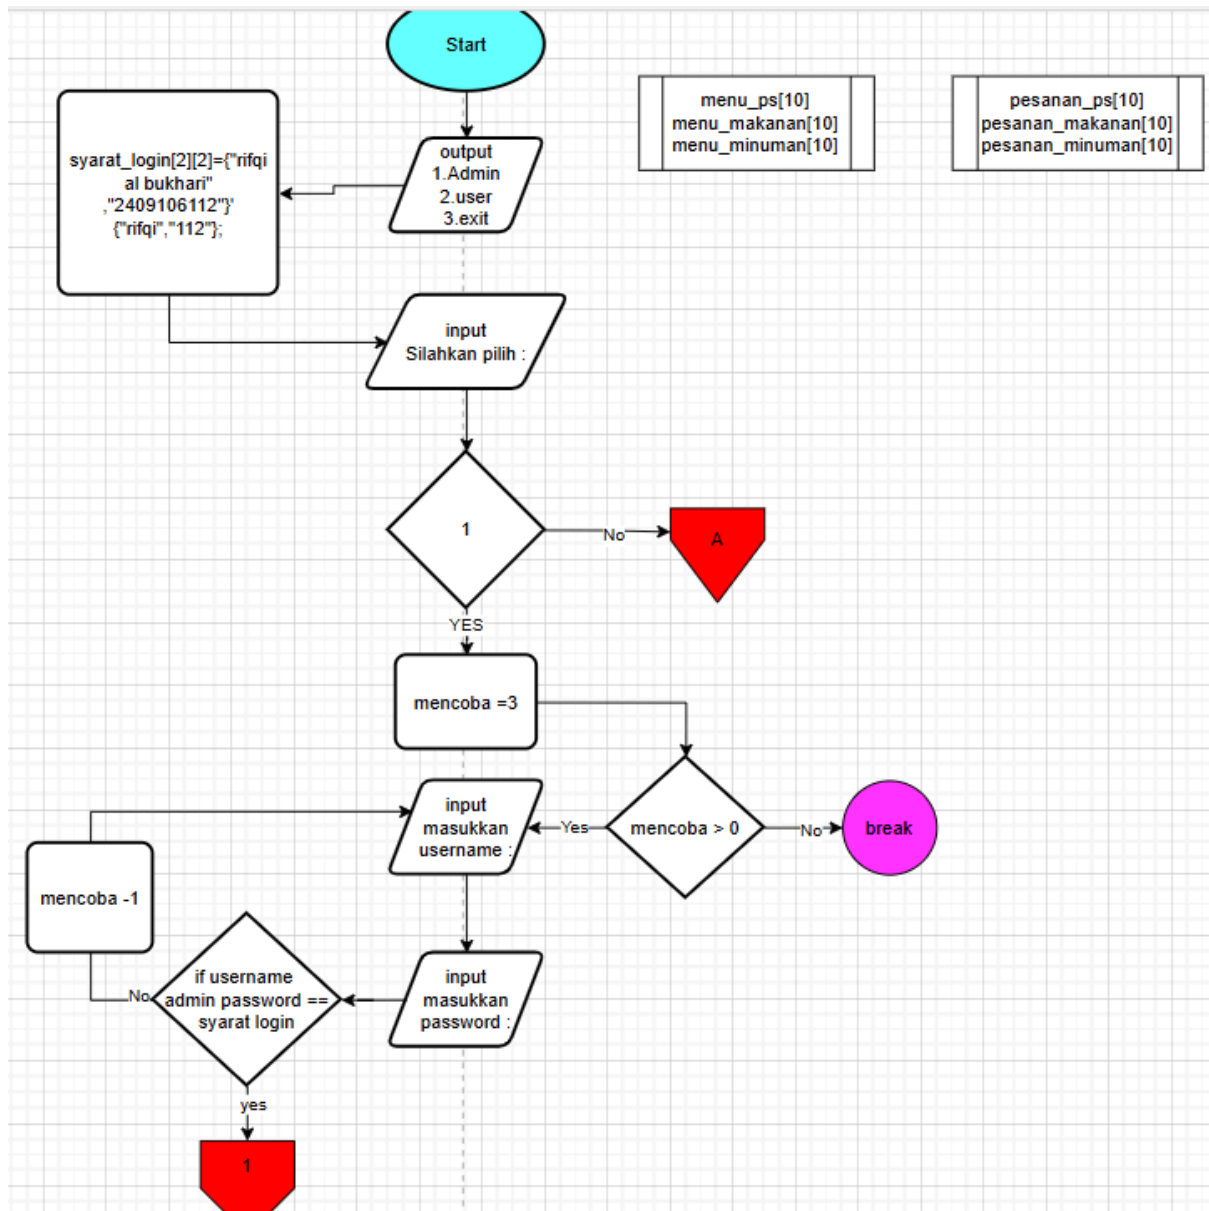 Start
menu_ps[10]
menu_makanan[10]
menu_minuman[10]
pesanan_ps[10]
pesanan_makanan[10]
pesanan_minuman[10]
output
1.Admin
2.user
3.exit
syarat_login[2][2]={"rifqi
al bukhari"
,"2409106112"}'
{"rifqi","112"};
input
Silahkan pilih :
1
No
A
YES
mencoba =3
mencoba > 0
Yes
No
break
input
masukkan
username :
mencoba -1
input
masukkan
password :
if username
admin password ==
syarat login
No
yes
1